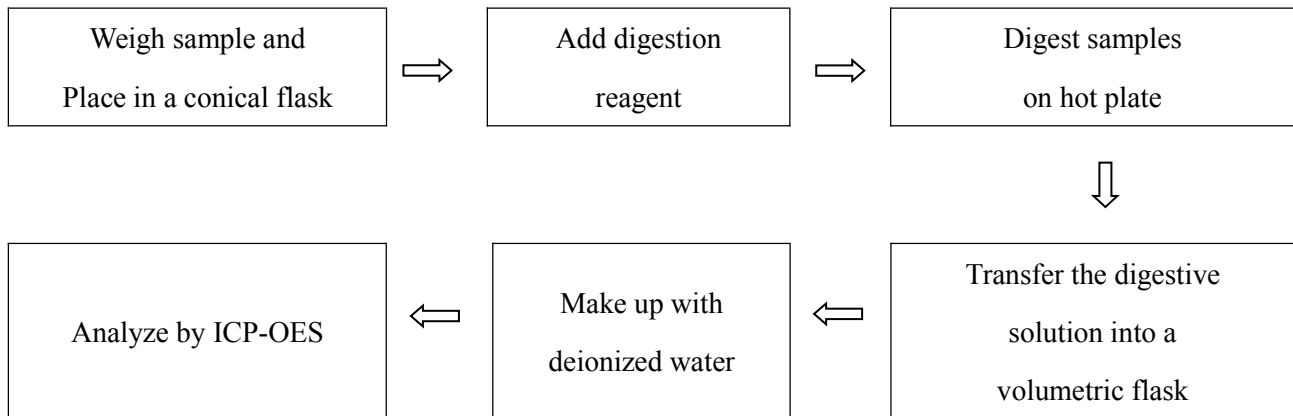 Weigh sample and
Place in a conical flask
Add digestion
reagent
Digest samples
on hot plate
Transfer the digestive
solution into a
volumetric flask
Make up with
deionized water
Analyze by ICP-OES